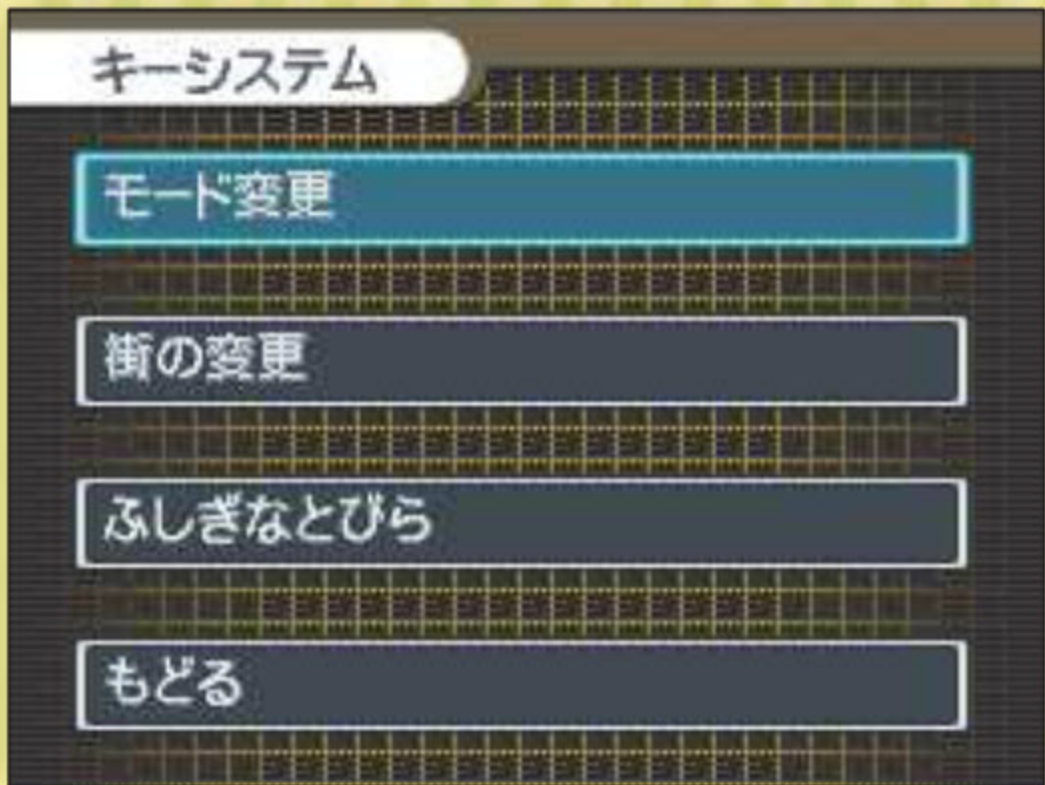 キーシステム
モード変更
街の変更
ふしぎなとびら
もどる